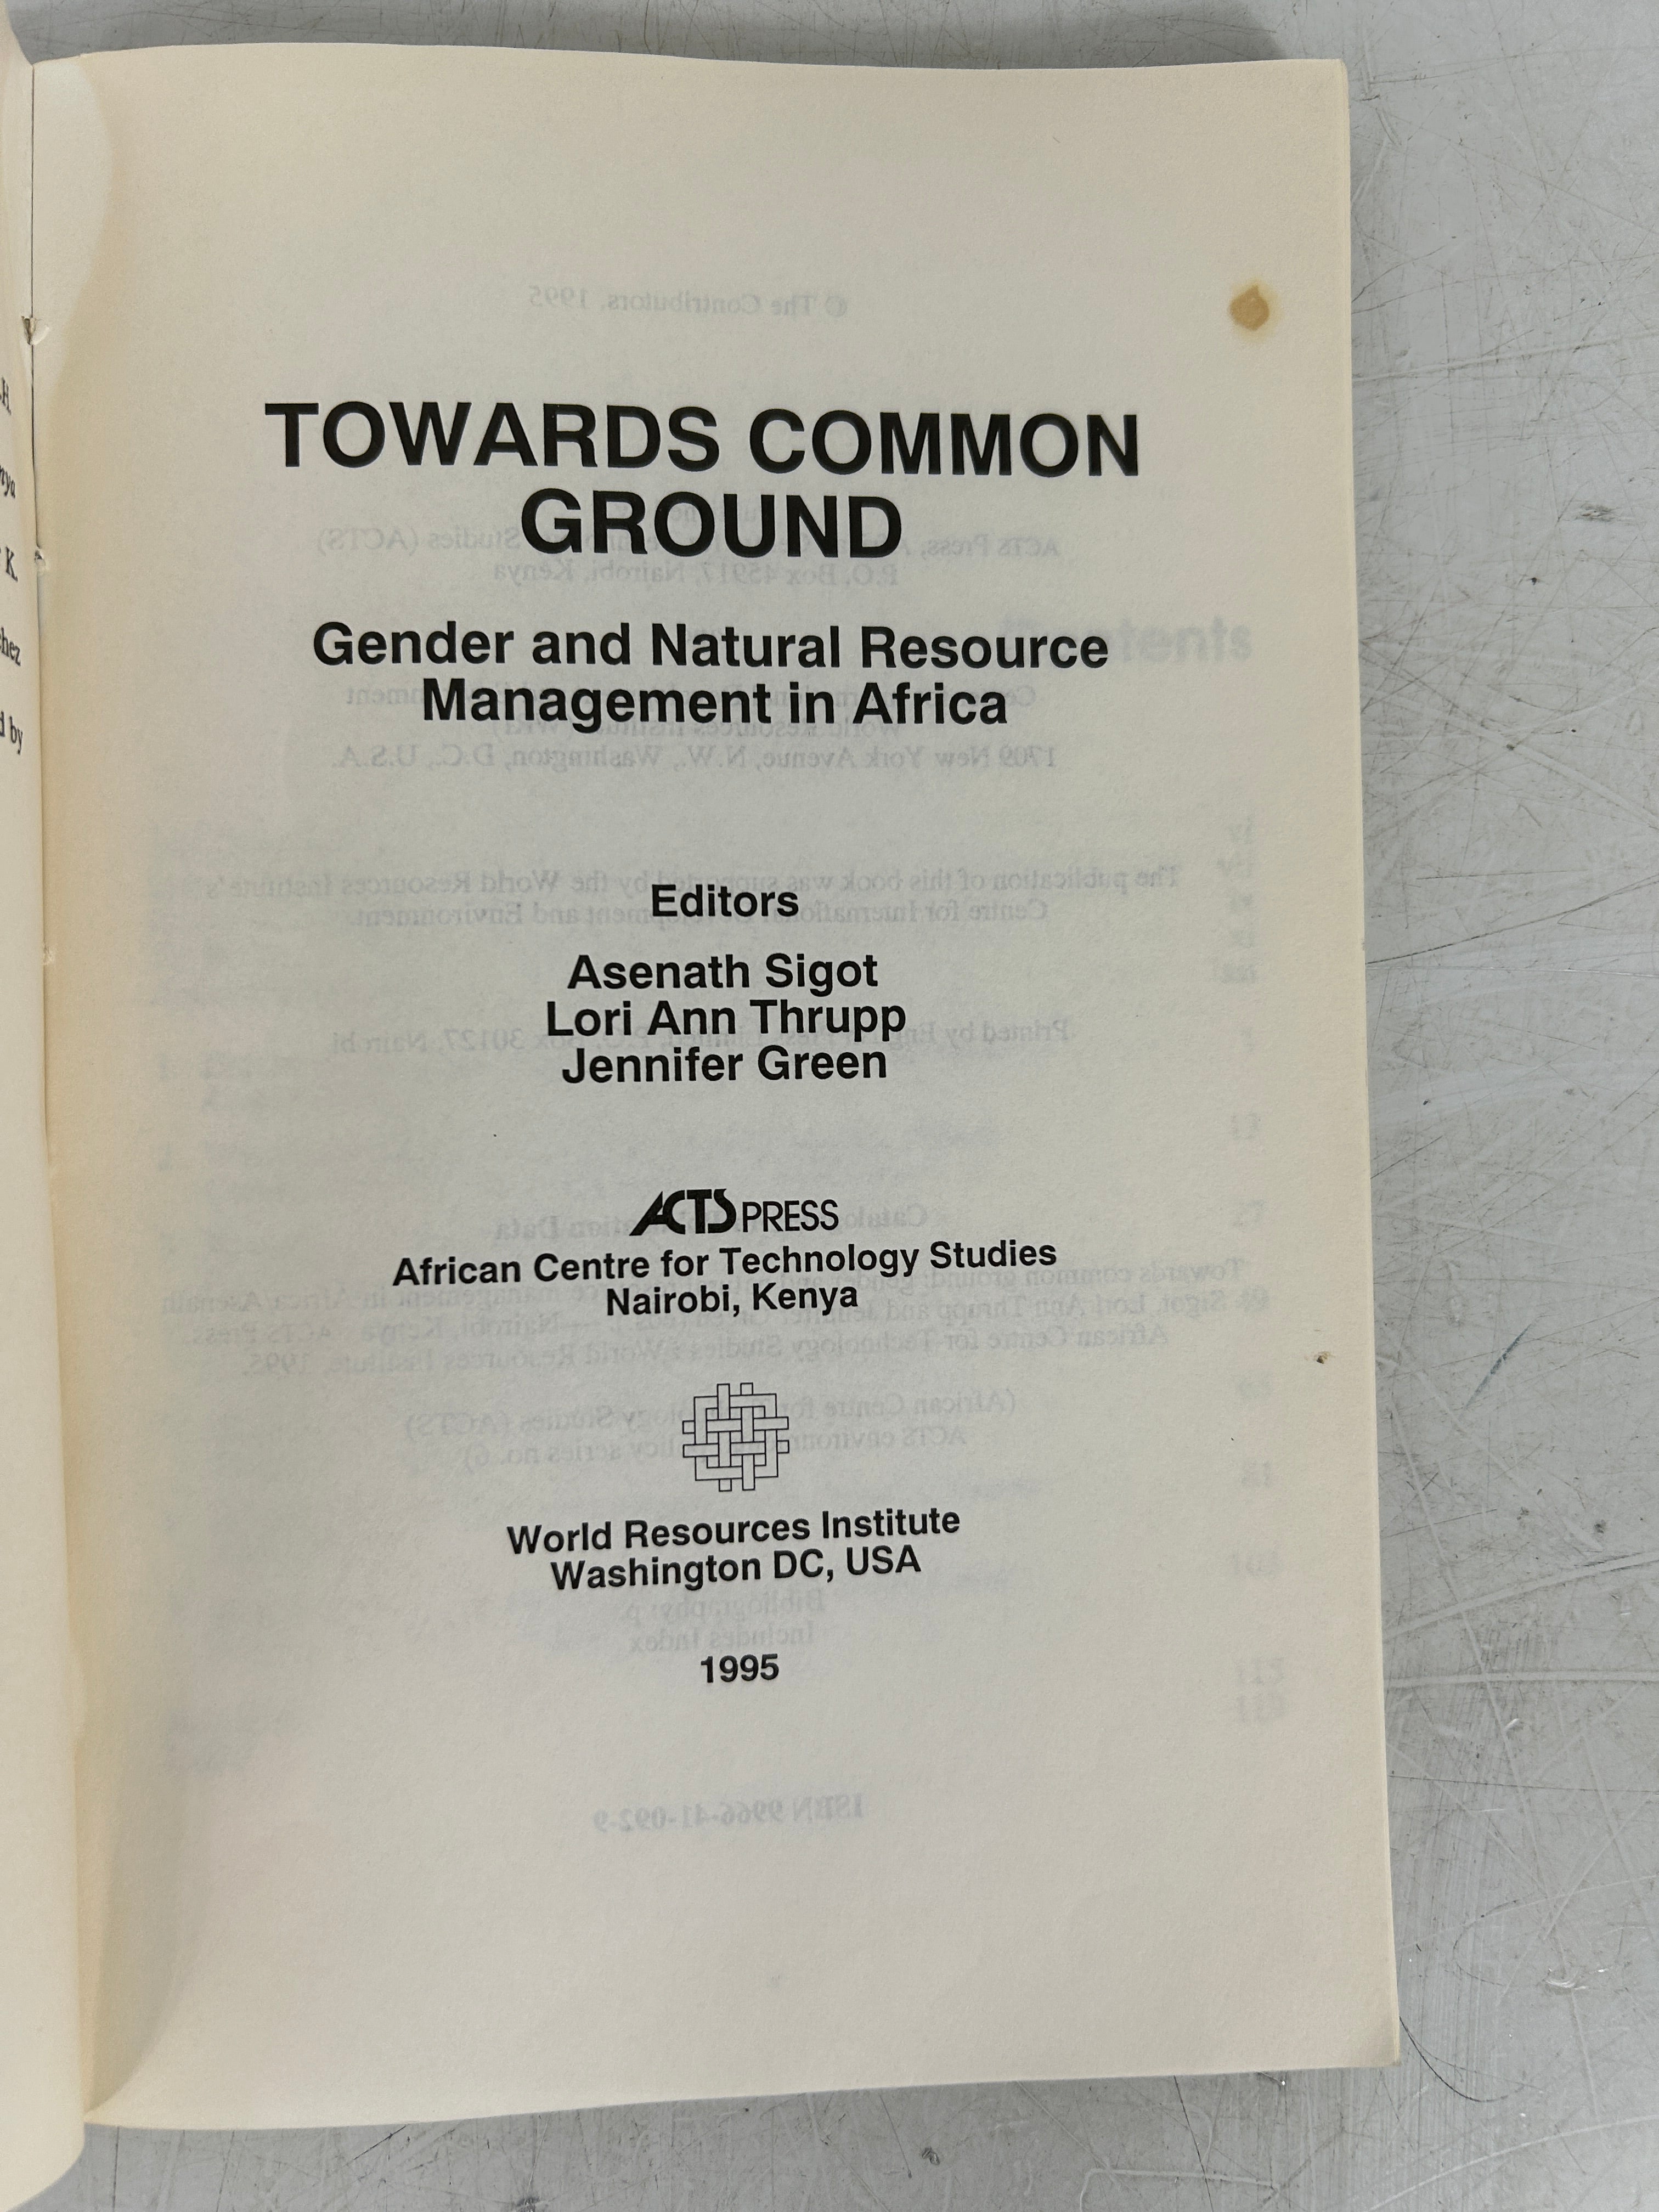 TOWARDS COMMON
GROUND
Gender and Natural Resource
Management in Africa
Editors
Asenath Sigot
Lori Ann Thrupp
Jennifer Green
ACTS PRESS
African Centre for Technology Studies
Nairobi, Kenya
World Resources Institute
Washington DC, USA
1995